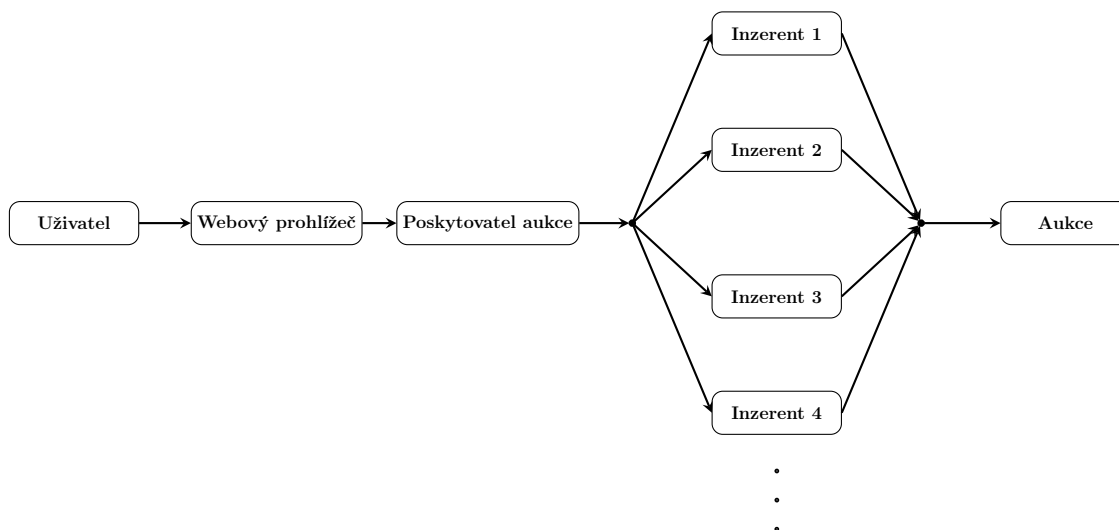 Uživatel
Webový prohlížeč
Poskytovatel aukce
Inzerent 1
Inzerent 2
Inzerent 3
Inzerent 4
Aukce